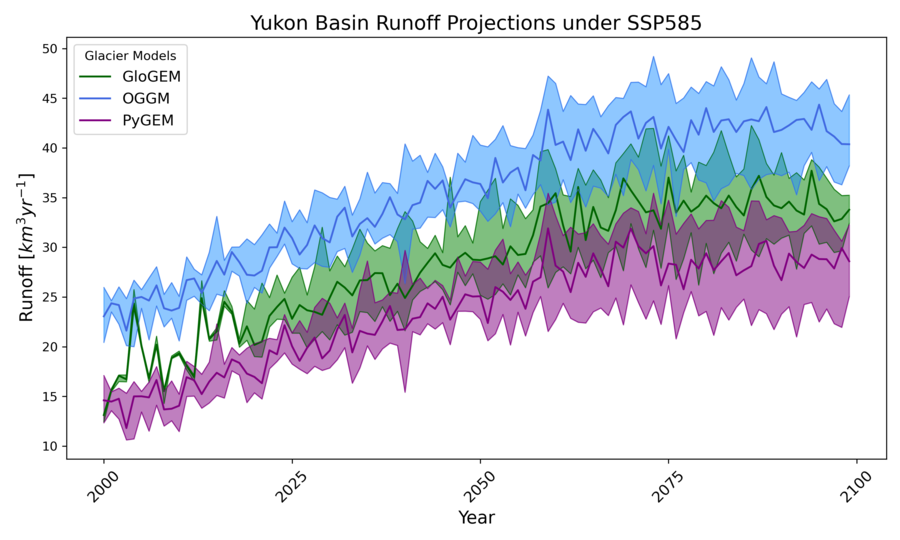 Yukon Basin Runoff Projections under SSP585
Glacier Models
GloGEM
OGGM
PyGEM
Runoff [km³yr⁻¹]
50
45
40
35
30
25
20
15
10
2000
2025
2050
2075
2100
Year